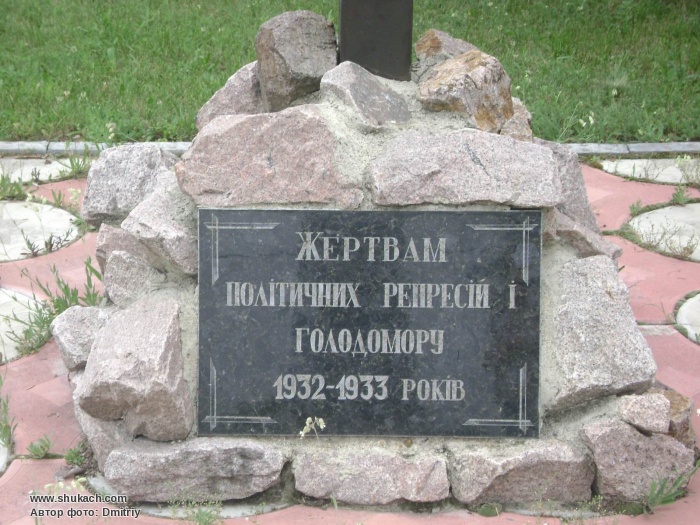 Жертвам
політичних репресій і
голодомору
1932-1933 років
www.shukach.com
Автор фото: Dmitriy